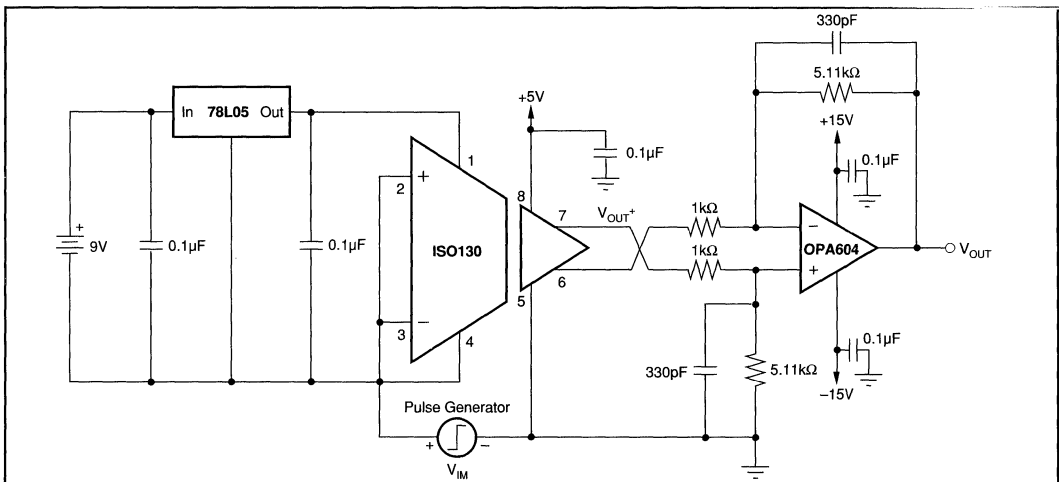 330pF
5.11kΩ
In 78L05 Out
+5V
+15V
0.1µF
1
0.1µF
2
+
8
7
VOUT+
1kΩ
−
+
9V
0.1µF
0.1µF
ISO130
1kΩ
OPA604
+
VOUT
6
5
3
−
4
0.1µF
330pF
5.11kΩ
−15V
Pulse Generator
+
−
VIM